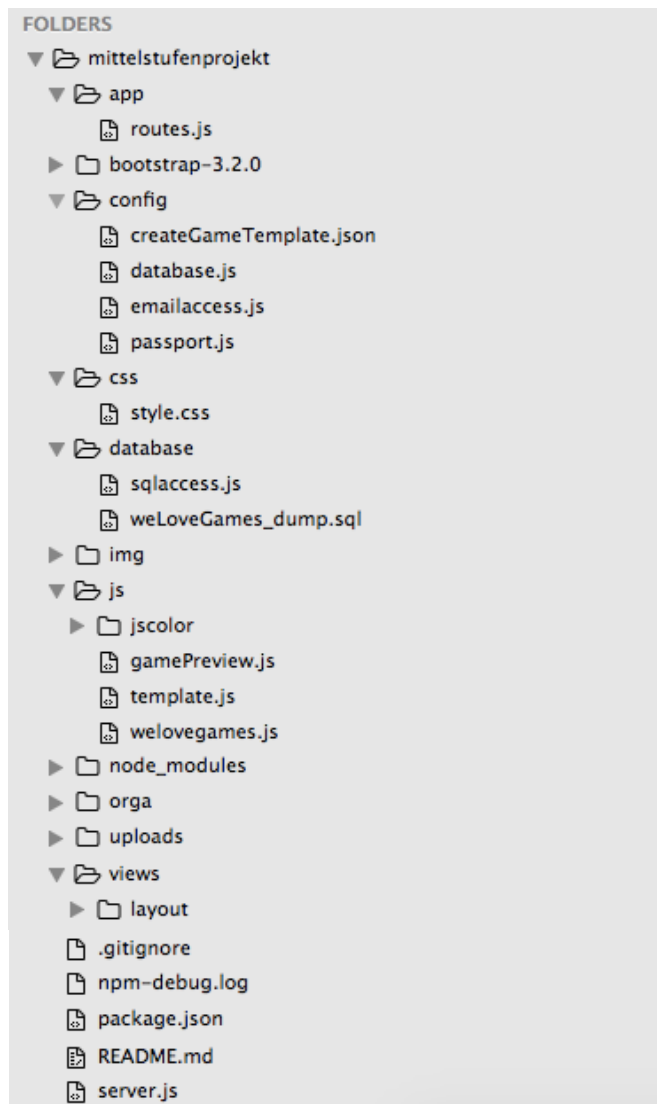 FOLDERS
mittelstufenprojekt
app
routes.js
bootstrap-3.2.0
config
createGameTemplate.json
database.js
emailaccess.js
passport.js
css
style.css
database
sqlaccess.js
weLoveGames_dump.sql
img
js
jscolor
gamePreview.js
template.js
welovegames.js
node_modules
orga
uploads
views
layout
.gitignore
npm-debug.log
package.json
README.md
server.js